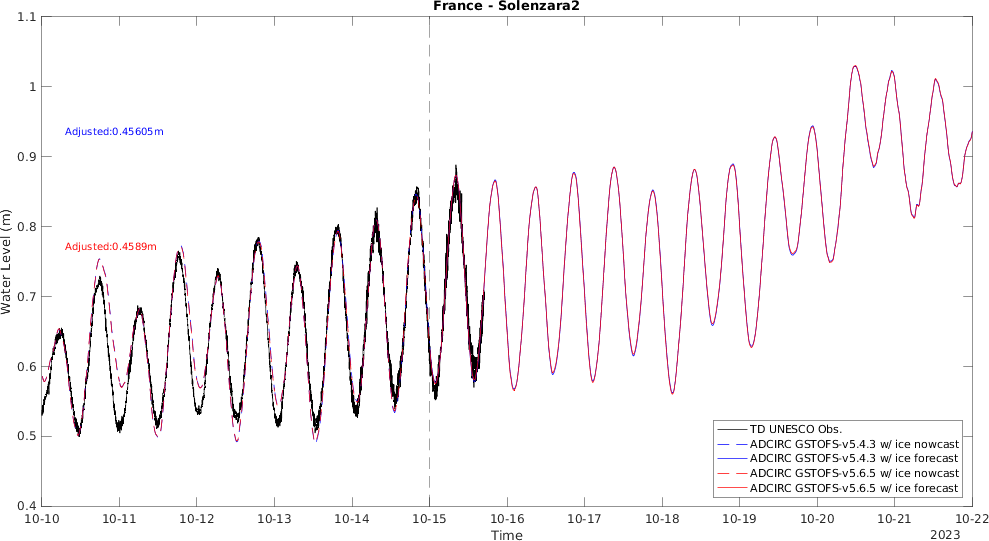 France - Solenzara2
1.1
1
0.9
0.8
0.7
0.6
0.5
0.4
Water Level (m)
Adjusted:0.45605m
Adjusted:0.4589m
TD UNESCO Obs.
ADCIRC GSTOFS-v5.4.3 w/ ice nowcast
ADCIRC GSTOFS-v5.4.3 w/ ice forecast
ADCIRC GSTOFS-v5.6.5 w/ ice nowcast
ADCIRC GSTOFS-v5.6.5 w/ ice forecast
10-10 10-11 10-12 10-13 10-14 10-15 10-16 10-17 10-18 10-19 10-20 10-21 10-22
Time
2023